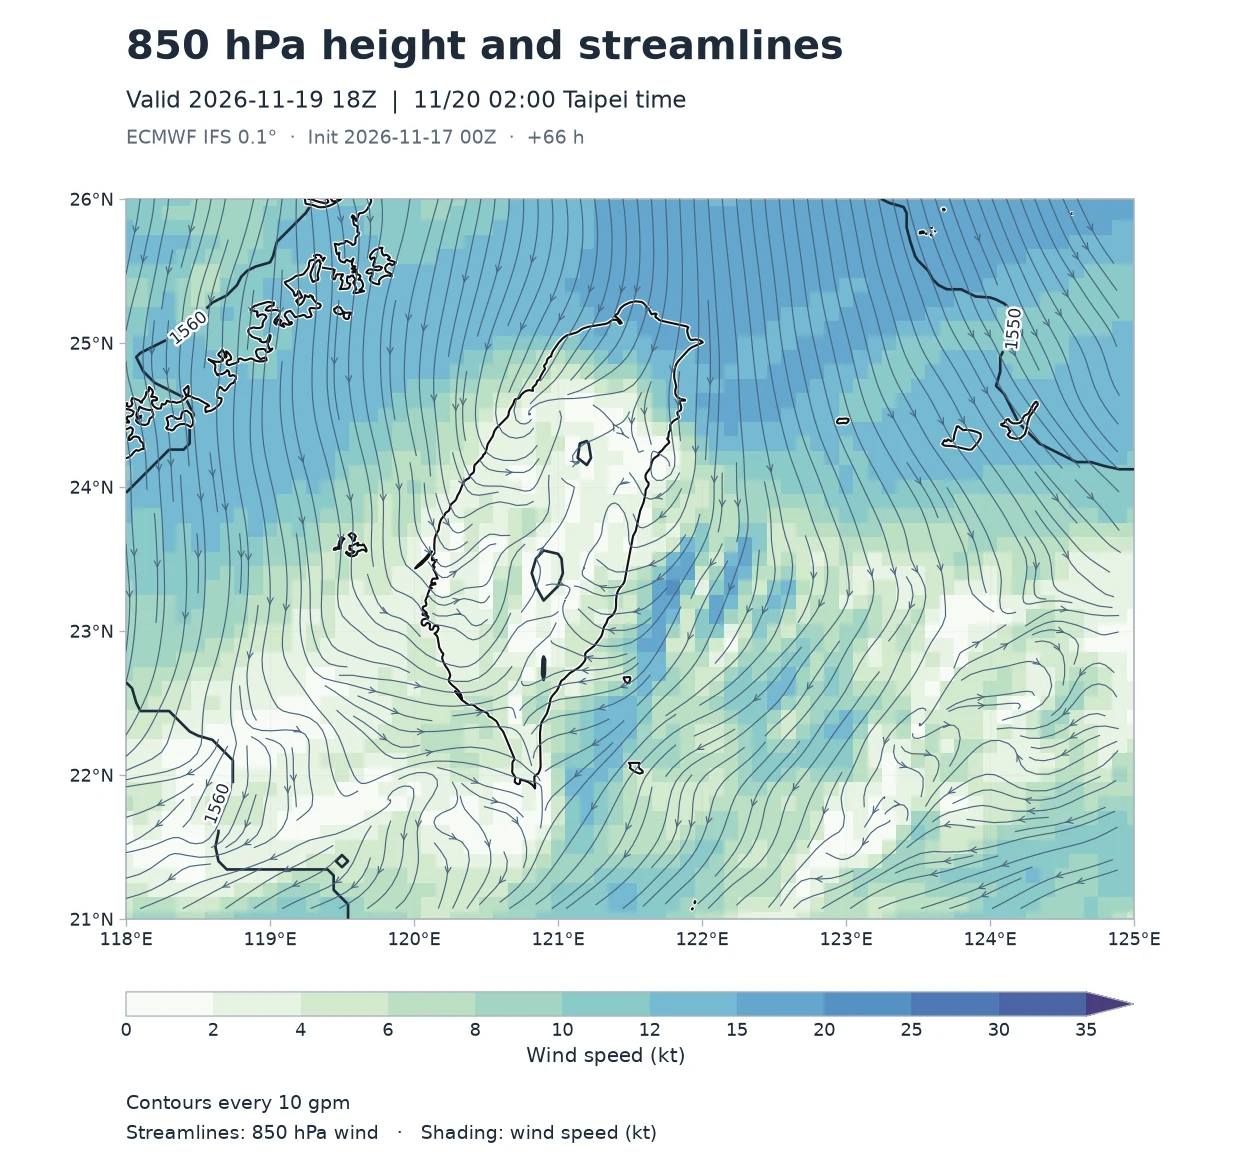 850 hPa height and streamlines
Valid 2026-11-19 18Z | 11/20 02:00 Taipei time
ECMWF IFS 0.1° · Init 2026-11-17 00Z · +66 h
26°N
25°N
24°N
23°N
22°N
21°N
1560
1550
1560
118°E 119°E 120°E 121°E 122°E 123°E 124°E 125°E
0 2 4 6 8 10 12 15 20 25 30 35
Wind speed (kt)
Contours every 10 gpm
Streamlines: 850 hPa wind · Shading: wind speed (kt)